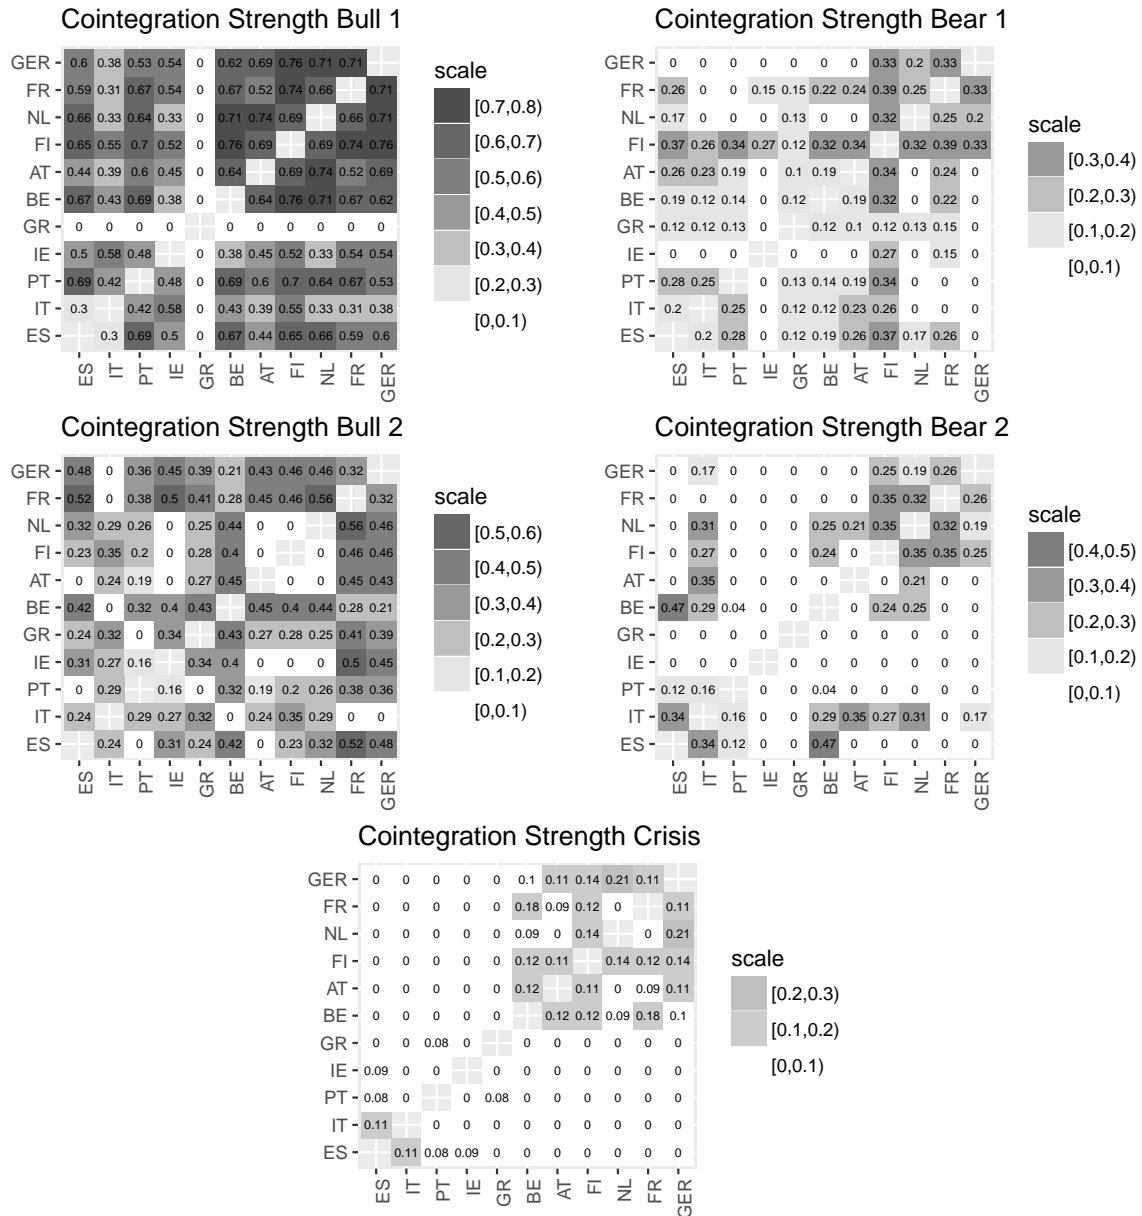 Cointegration Strength Bull 1
GER 0.6 0.38 0.53 0.54 0 0.62 0.69 0.76 0.71 0.71
FR 0.59 0.31 0.67 0.54 0 0.67 0.52 0.74 0.66 0.71
NL 0.66 0.33 0.64 0.33 0 0.71 0.74 0.69 0.66 0.71
FI 0.65 0.55 0.7 0.52 0 0.76 0.69 0.69 0.74 0.76
AT 0.44 0.39 0.6 0.45 0 0.64 0.69 0.74 0.52 0.69
BE 0.67 0.43 0.69 0.38 0 0.64 0.76 0.71 0.67 0.62
GR 0 0 0 0 0 0 0 0 0 0
IE 0.5 0.58 0.48 0 0.38 0.45 0.52 0.33 0.54 0.54
PT 0.69 0.42 0.48 0 0.69 0.6 0.7 0.64 0.67 0.53
IT 0.3 0.42 0.58 0 0.43 0.39 0.55 0.33 0.31 0.38
ES 0.3 0.69 0.5 0 0.67 0.44 0.65 0.66 0.59 0.6
ES IT PT IE GR BE AT FI NL FR GER
scale
[0.7,0.8)
[0.6,0.7)
[0.5,0.6)
[0.4,0.5)
[0.3,0.4)
[0.2,0.3)
[0,0.1)
Cointegration Strength Bear 1
GER 0 0 0 0 0 0 0 0.33 0.2 0.33
FR 0.26 0 0 0.15 0.15 0.22 0.24 0.39 0.25 0.33
NL 0.17 0 0 0 0.13 0 0 0.32 0.25 0.2
FI 0.37 0.26 0.34 0.27 0.12 0.32 0.34 0.32 0.39 0.33
AT 0.26 0.23 0.19 0 0.1 0.19 0.34 0 0.24 0
BE 0.19 0.12 0.14 0 0.12 0.19 0.32 0 0.22 0
GR 0.12 0.12 0.13 0 0.12 0.1 0.12 0.13 0.15 0
IE 0 0 0 0 0 0 0.27 0 0.15 0
PT 0.28 0.25 0 0.13 0.14 0.19 0.34 0 0 0
IT 0.2 0.25 0 0.12 0.12 0.23 0.26 0 0 0
ES 0.2 0.28 0 0.12 0.19 0.26 0.37 0.17 0.26 0
ES IT PT IE GR BE AT FI NL FR GER
scale
[0.3,0.4)
[0.2,0.3)
[0.1,0.2)
[0,0.1)
Cointegration Strength Bull 2
GER 0.48 0 0.36 0.45 0.39 0.21 0.43 0.46 0.46 0.32
FR 0.52 0 0.38 0.5 0.41 0.28 0.45 0.46 0.56 0.32
NL 0.32 0.29 0.26 0 0.25 0.44 0 0 0.56 0.46
FI 0.23 0.35 0.2 0 0.28 0.4 0 0 0.46 0.46
AT 0 0.24 0.19 0 0.27 0.45 0 0 0.45 0.43
BE 0.42 0 0.32 0.4 0.43 0.45 0.4 0.44 0.28 0.21
GR 0.24 0.32 0 0.34 0.43 0.27 0.28 0.25 0.41 0.39
IE 0.31 0.27 0.16 0.34 0.4 0 0 0 0.5 0.45
PT 0 0.29 0.16 0 0.32 0.19 0.2 0.26 0.38 0.36
IT 0.24 0.29 0.27 0.32 0 0.24 0.35 0.29 0 0
ES 0.24 0 0.31 0.24 0.42 0 0.23 0.32 0.52 0.48
ES IT PT IE GR BE AT FI NL FR GER
scale
[0.5,0.6)
[0.4,0.5)
[0.3,0.4)
[0.2,0.3)
[0.1,0.2)
[0,0.1)
Cointegration Strength Bear 2
GER 0 0.17 0 0 0 0 0 0.25 0.19 0.26
FR 0 0 0 0 0 0 0 0.35 0.32 0.26
NL 0 0.31 0 0 0 0.25 0.21 0.35 0.32 0.19
FI 0 0.27 0 0 0 0.24 0 0.35 0.35 0.25
AT 0 0.35 0 0 0 0 0 0.21 0 0
BE 0.47 0.29 0.04 0 0 0 0.24 0.25 0 0
GR 0 0 0 0 0 0 0 0 0 0
IE 0 0 0 0 0 0 0 0 0 0
PT 0.12 0.16 0 0 0.04 0 0 0 0 0
IT 0.34 0.16 0 0 0.29 0.35 0.27 0.31 0 0.17
ES 0.34 0.12 0 0 0.47 0 0 0 0 0
ES IT PT IE GR BE AT FI NL FR GER
scale
[0.4,0.5)
[0.3,0.4)
[0.2,0.3)
[0.1,0.2)
[0,0.1)
Cointegration Strength Crisis
GER 0 0 0 0 0 0.1 0.11 0.14 0.21 0.11
FR 0 0 0 0 0 0.18 0.09 0.12 0 0.11
NL 0 0 0 0 0 0.09 0 0.14 0 0.21
FI 0 0 0 0 0 0.12 0.11 0.14 0.12 0.14
AT 0 0 0 0 0 0.12 0.11 0 0.09 0.11
BE 0 0 0 0 0 0.12 0.12 0.09 0.18 0.1
GR 0 0 0.08 0 0 0 0 0 0 0
IE 0.09 0 0 0 0 0 0 0 0 0
PT 0.08 0 0 0.08 0 0 0 0 0 0
IT 0.11 0 0 0 0 0 0 0 0 0
ES 0.11 0.08 0.09 0 0 0 0 0 0 0
ES IT PT IE GR BE AT FI NL FR GER
scale
[0.2,0.3)
[0.1,0.2)
[0,0.1)